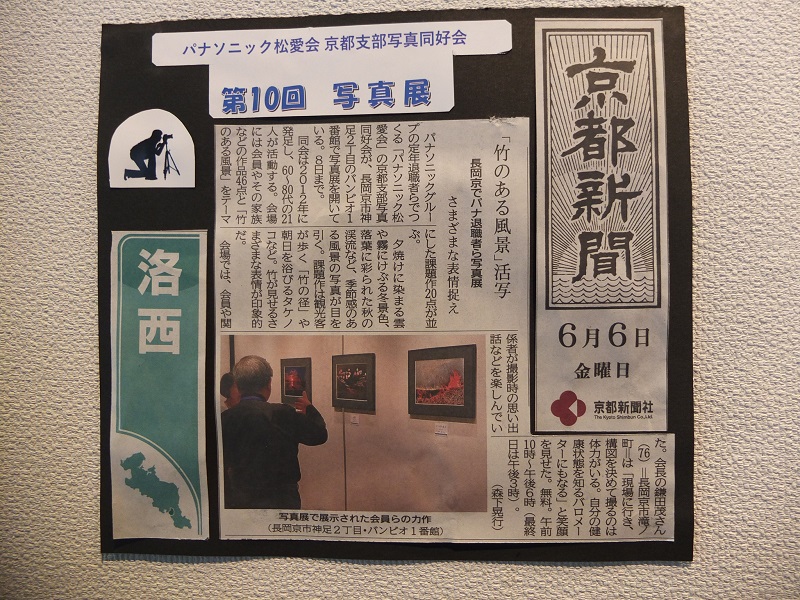 パナソニック松愛会 京都支部写真同好会
第10回 写真展
京都新聞
6月6日
金曜日
京都新聞社
The Kyoto Shimbun Co.,Ltd.
洛西
「竹のある風景」活写
長岡京でパナ退職者ら写真展
さまざまな表情捉え
パナソニックグルー
プの定年退職者らでつ
くる「パナソニック松
愛会」の京都支部写真
同好会が、長岡京市神
足2丁目のバンビオ1
番館で写真展を開いて
いる。8日まで。
同会は2012年に
発足し、60~80代の21
人が活動する。会場
には会員やその家族
などの作品46点と「竹
のある風景」をテーマ
にした課題作20点が並
ぶ。
夕焼けに染まる雲
や霧にけぶる冬景色、
落葉に彩られた秋の
渓流など、季節感のあ
る風景の写真が目を
引く。課題作は観光客
が歩く「竹の径」や
朝日を浴びるタケノ
コなど。竹が見せるさ
まざまな表情が印象的
だ。
会場では、会員や関
係者が撮影時の思い出
話などを楽しんでい
た。会長の鎌田茂さん
(76)=長岡京市滝ノ
町=は「現場に行き、
構図を決めて撮るのは
体力がいる。自分の健
康状態を知るバロメー
ターにもなる」と笑顔
を見せた。無料。午前
10時~午後6時(最終
日は午後3時)。
(森下晃行)
写真展で展示された会員らの力作
(長岡京市神足2丁目・バンビオ1番館)